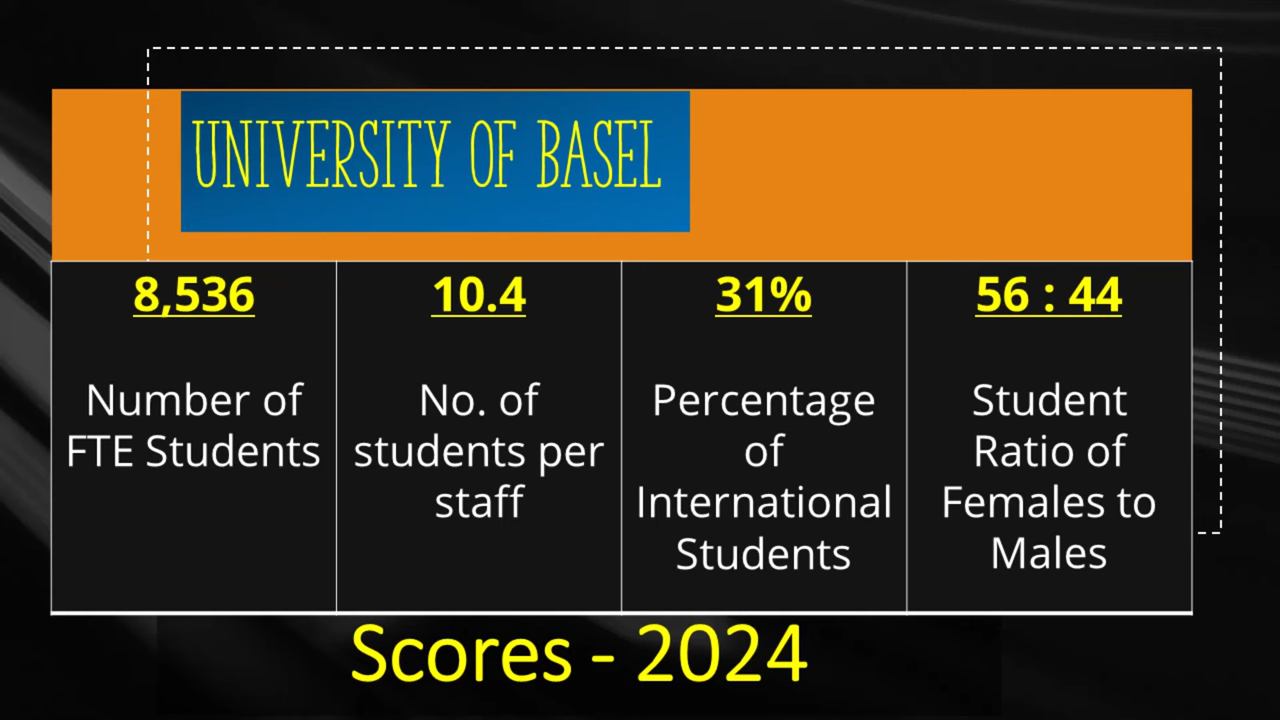 UNIVERSITY OF BASEL
8,536
Number of
FTE Students
10.4
No. of
students per
staff
31%
Percentage
of
International
Students
56 : 44
Student
Ratio of
Females to
Males
Scores - 2024